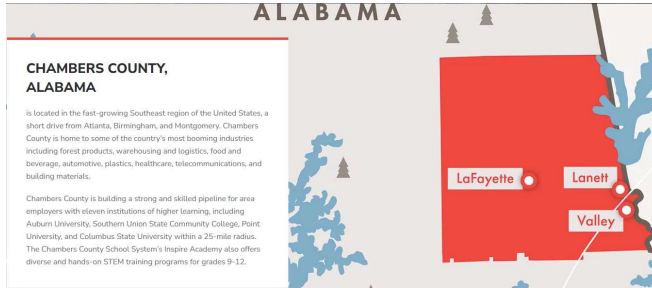 ALABAMA
CHAMBERS COUNTY,
ALABAMA
is located in the fast-growing Southeast region of the United States, a
short drive from Atlanta, Birmingham, and Montgomery. Chambers
County is home to some of the country's most booming industries
including forest products, warehousing and logistics, food and
beverage, automotive, plastics, healthcare, telecommunications, and
building materials.
Chambers County is building a strong and skilled pipeline for area
employers with eleven institutions of higher learning, including
Auburn University, Southern Union State Community College, Point
University, and Columbus State University within a 25-mile radius.
The Chambers County School System's Inspire Academy also offers
diverse and hands-on STEM training programs for grades 9-12.
LaFayette
Lanett
Valley